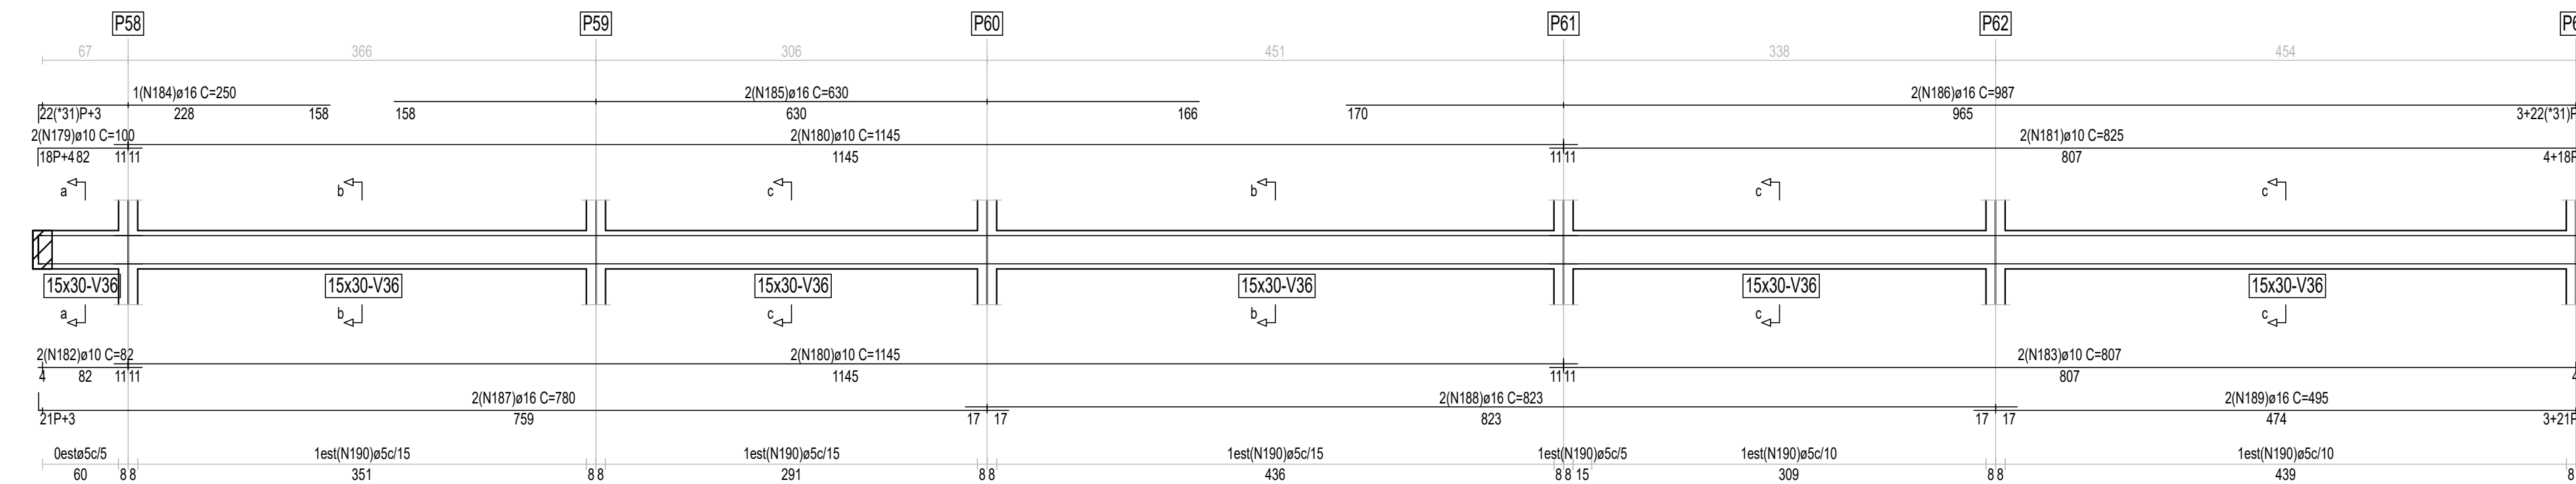 P58 P59 P60 P61 P62 P6
67 366 306 451 338 454
1(N184)ø16 C=250 2(N185)ø16 C=630 2(N186)ø16 C=987
22(*31)P+3 228 158 158 630 166 170 965 3+22(*31)P
2(N179)ø10 C=100 2(N180)ø10 C=1145 2(N181)ø10 C=825
18P+4 82 11 11 1145 11 11 807 4+18P
a b c b c c
15x30-V36 15x30-V36 15x30-V36 15x30-V36 15x30-V36 15x30-V36
a b c b c c
2(N182)ø10 C=82 2(N180)ø10 C=1145 2(N183)ø10 C=807
4 82 11 11 1145 11 11 807 4
2(N187)ø16 C=780 2(N188)ø16 C=823 2(N189)ø16 C=495
21P+3 759 17 17 823 17 17 474 3+21P
0estø5c/5 1est(N190)ø5c/15 1est(N190)ø5c/15 1est(N190)ø5c/15 1est(N190)ø5c/5 1est(N190)ø5c/10 1est(N190)ø5c/10
60 8 8 351 8 8 291 8 8 436 8 8 15 309 8 8 439 8